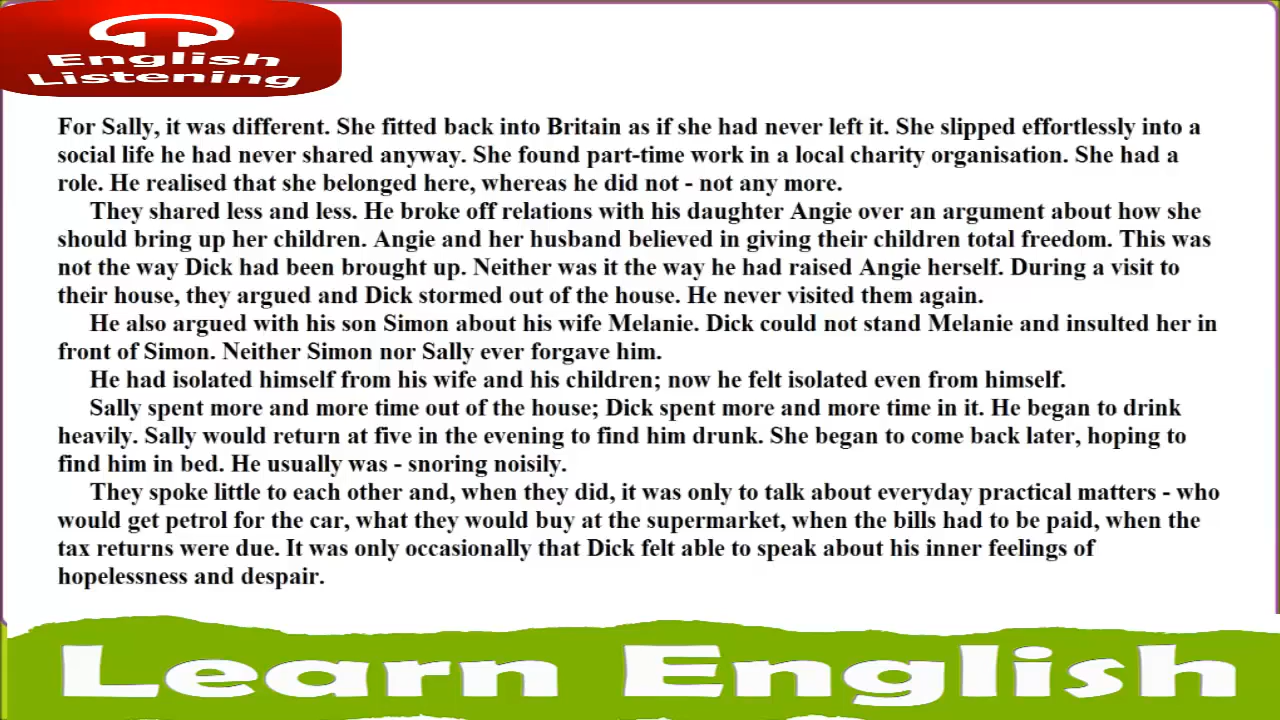 English
Listening
For Sally, it was different. She fitted back into Britain as if she had never left it. She slipped effortlessly into a
social life he had never shared anyway. She found part-time work in a local charity organisation. She had a
role. He realised that she belonged here, whereas he did not - not any more.
They shared less and less. He broke off relations with his daughter Angie over an argument about how she
should bring up her children. Angie and her husband believed in giving their children total freedom. This was
not the way Dick had been brought up. Neither was it the way he had raised Angie herself. During a visit to
their house, they argued and Dick stormed out of the house. He never visited them again.
He also argued with his son Simon about his wife Melanie. Dick could not stand Melanie and insulted her in
front of Simon. Neither Simon nor Sally ever forgave him.
He had isolated himself from his wife and his children; now he felt isolated even from himself.
Sally spent more and more time out of the house; Dick spent more and more time in it. He began to drink
heavily. Sally would return at five in the evening to find him drunk. She began to come back later, hoping to
find him in bed. He usually was - snoring noisily.
They spoke little to each other and, when they did, it was only to talk about everyday practical matters - who
would get petrol for the car, what they would buy at the supermarket, when the bills had to be paid, when the
tax returns were due. It was only occasionally that Dick felt able to speak about his inner feelings of
hopelessness and despair.
Learn English